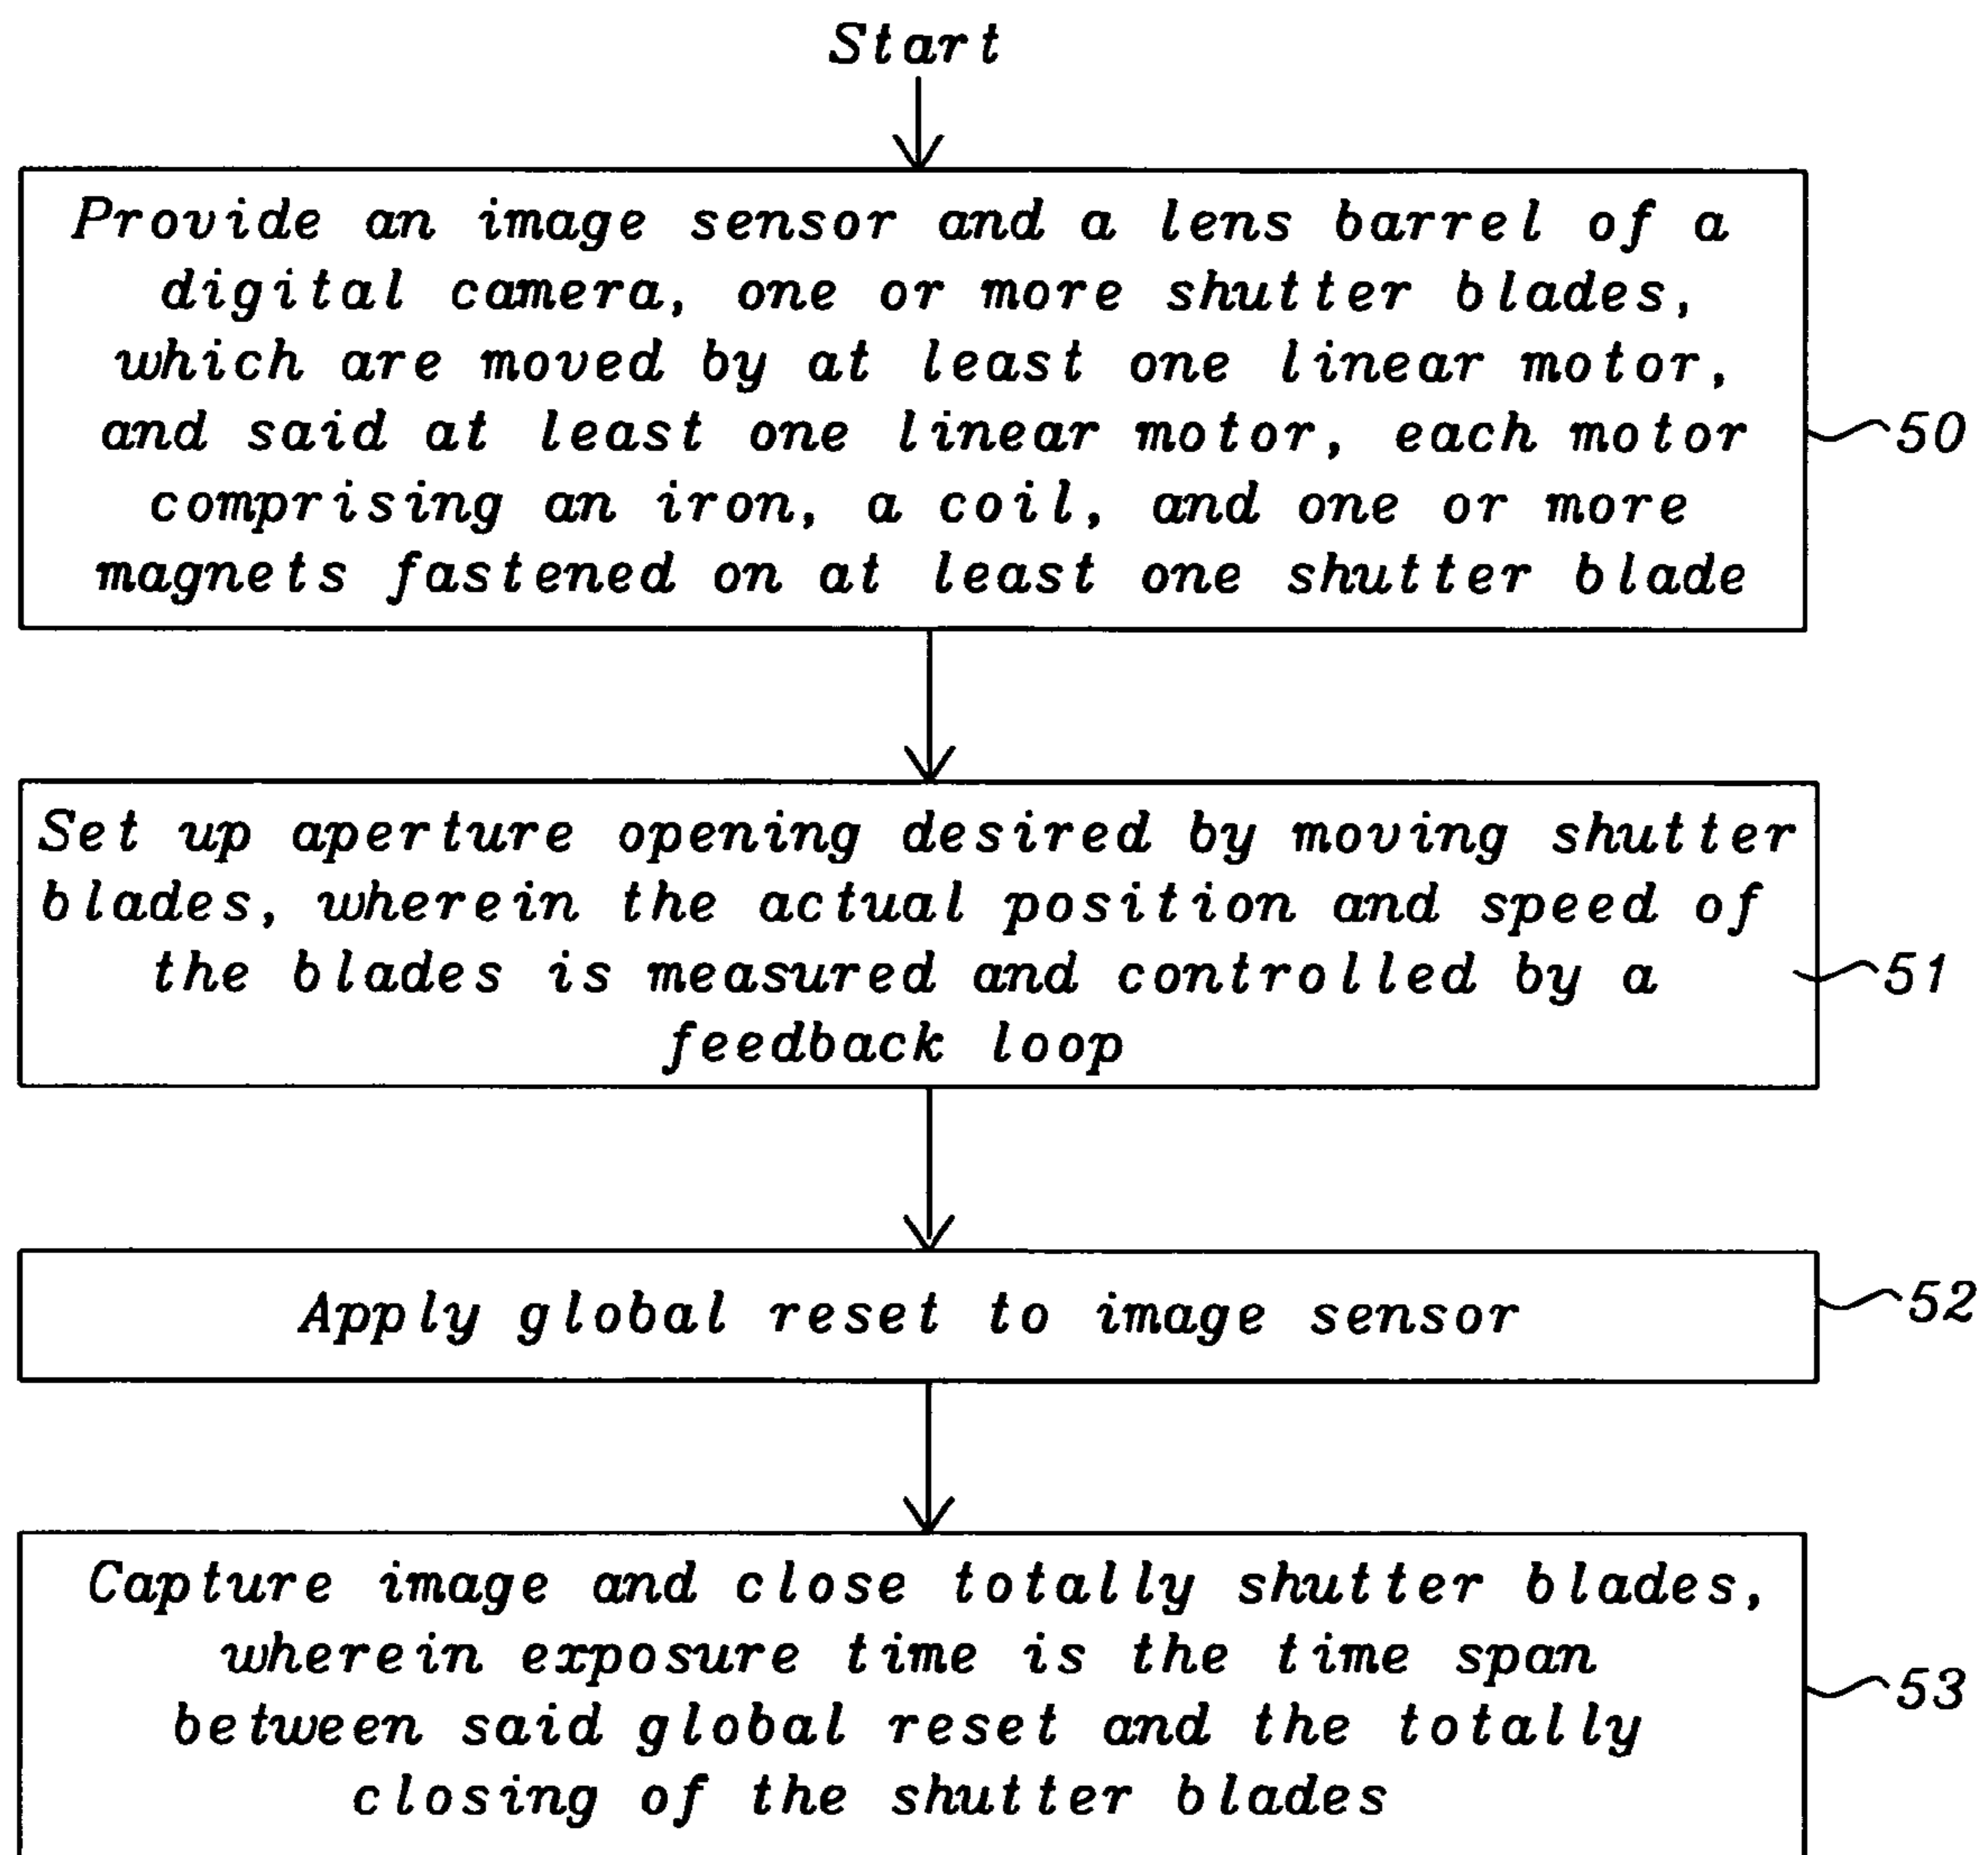 Start
Provide an image sensor and a lens barrel of a
digital camera, one or more shutter blades,
which are moved by at least one linear motor,
and said at least one linear motor, each motor
comprising an iron, a coil, and one or more
magnets fastened on at least one shutter blade
50
Set up aperture opening desired by moving shutter
blades, wherein the actual position and speed of
the blades is measured and controlled by a
feedback loop
51
Apply global reset to image sensor
52
Capture image and close totally shutter blades,
wherein exposure time is the time span
between said global reset and the totally
closing of the shutter blades
53